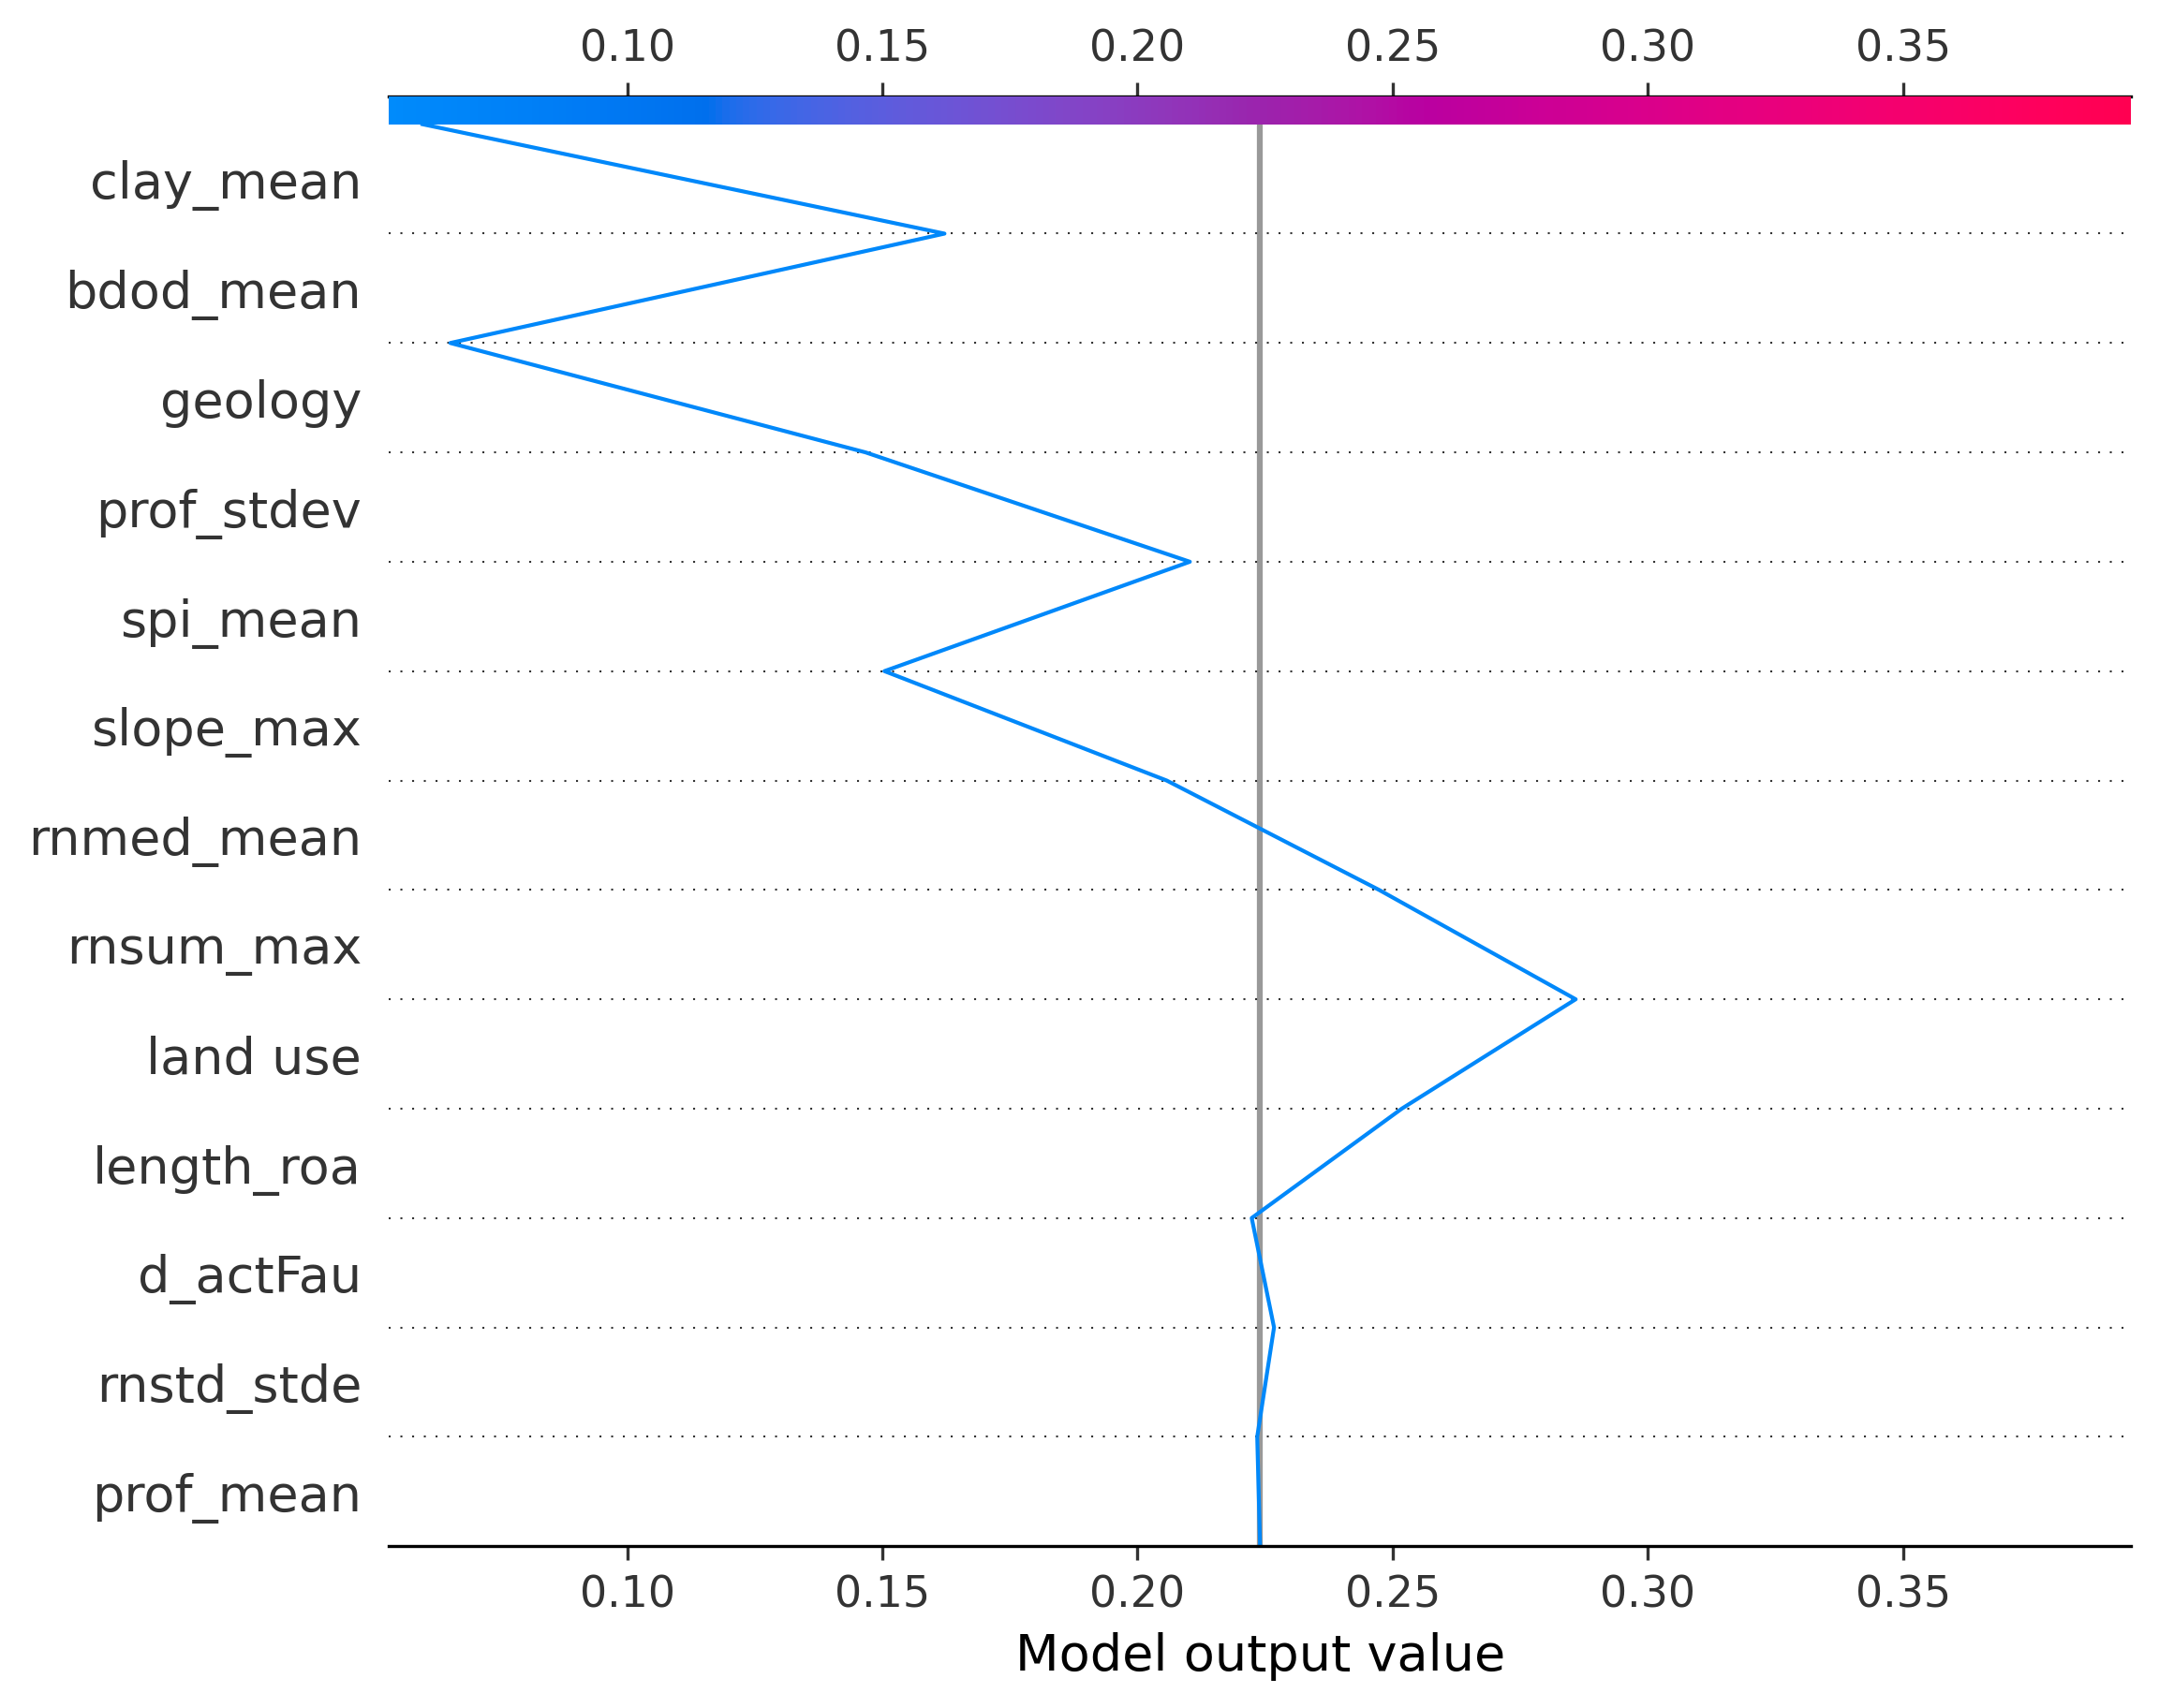 0.10 0.15 0.20 0.25 0.30 0.35
clay_mean
bdod_mean
geology
prof_stdev
spi_mean
slope_max
rnmed_mean
rnsum_max
land use
length_roa
d_actFau
rnstd_stde
prof_mean
0.10 0.15 0.20 0.25 0.30 0.35
Model output value